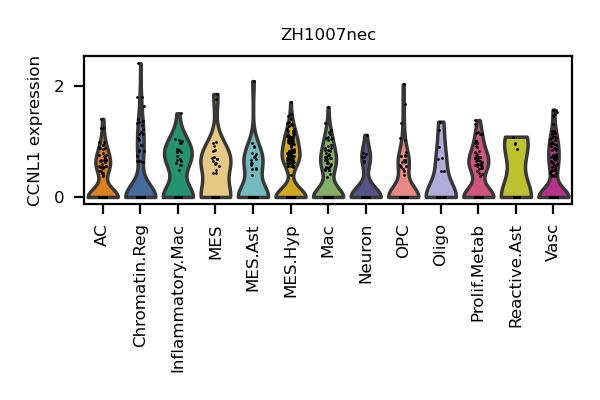 ZH1007nec
CCNL1 expression
2
0
AC
Chromatin.Reg
Inflammatory.Mac
MES
MES.Ast
MES.Hyp
Mac
Neuron
OPC
Oligo
Prolif.Metab
Reactive.Ast
Vasc